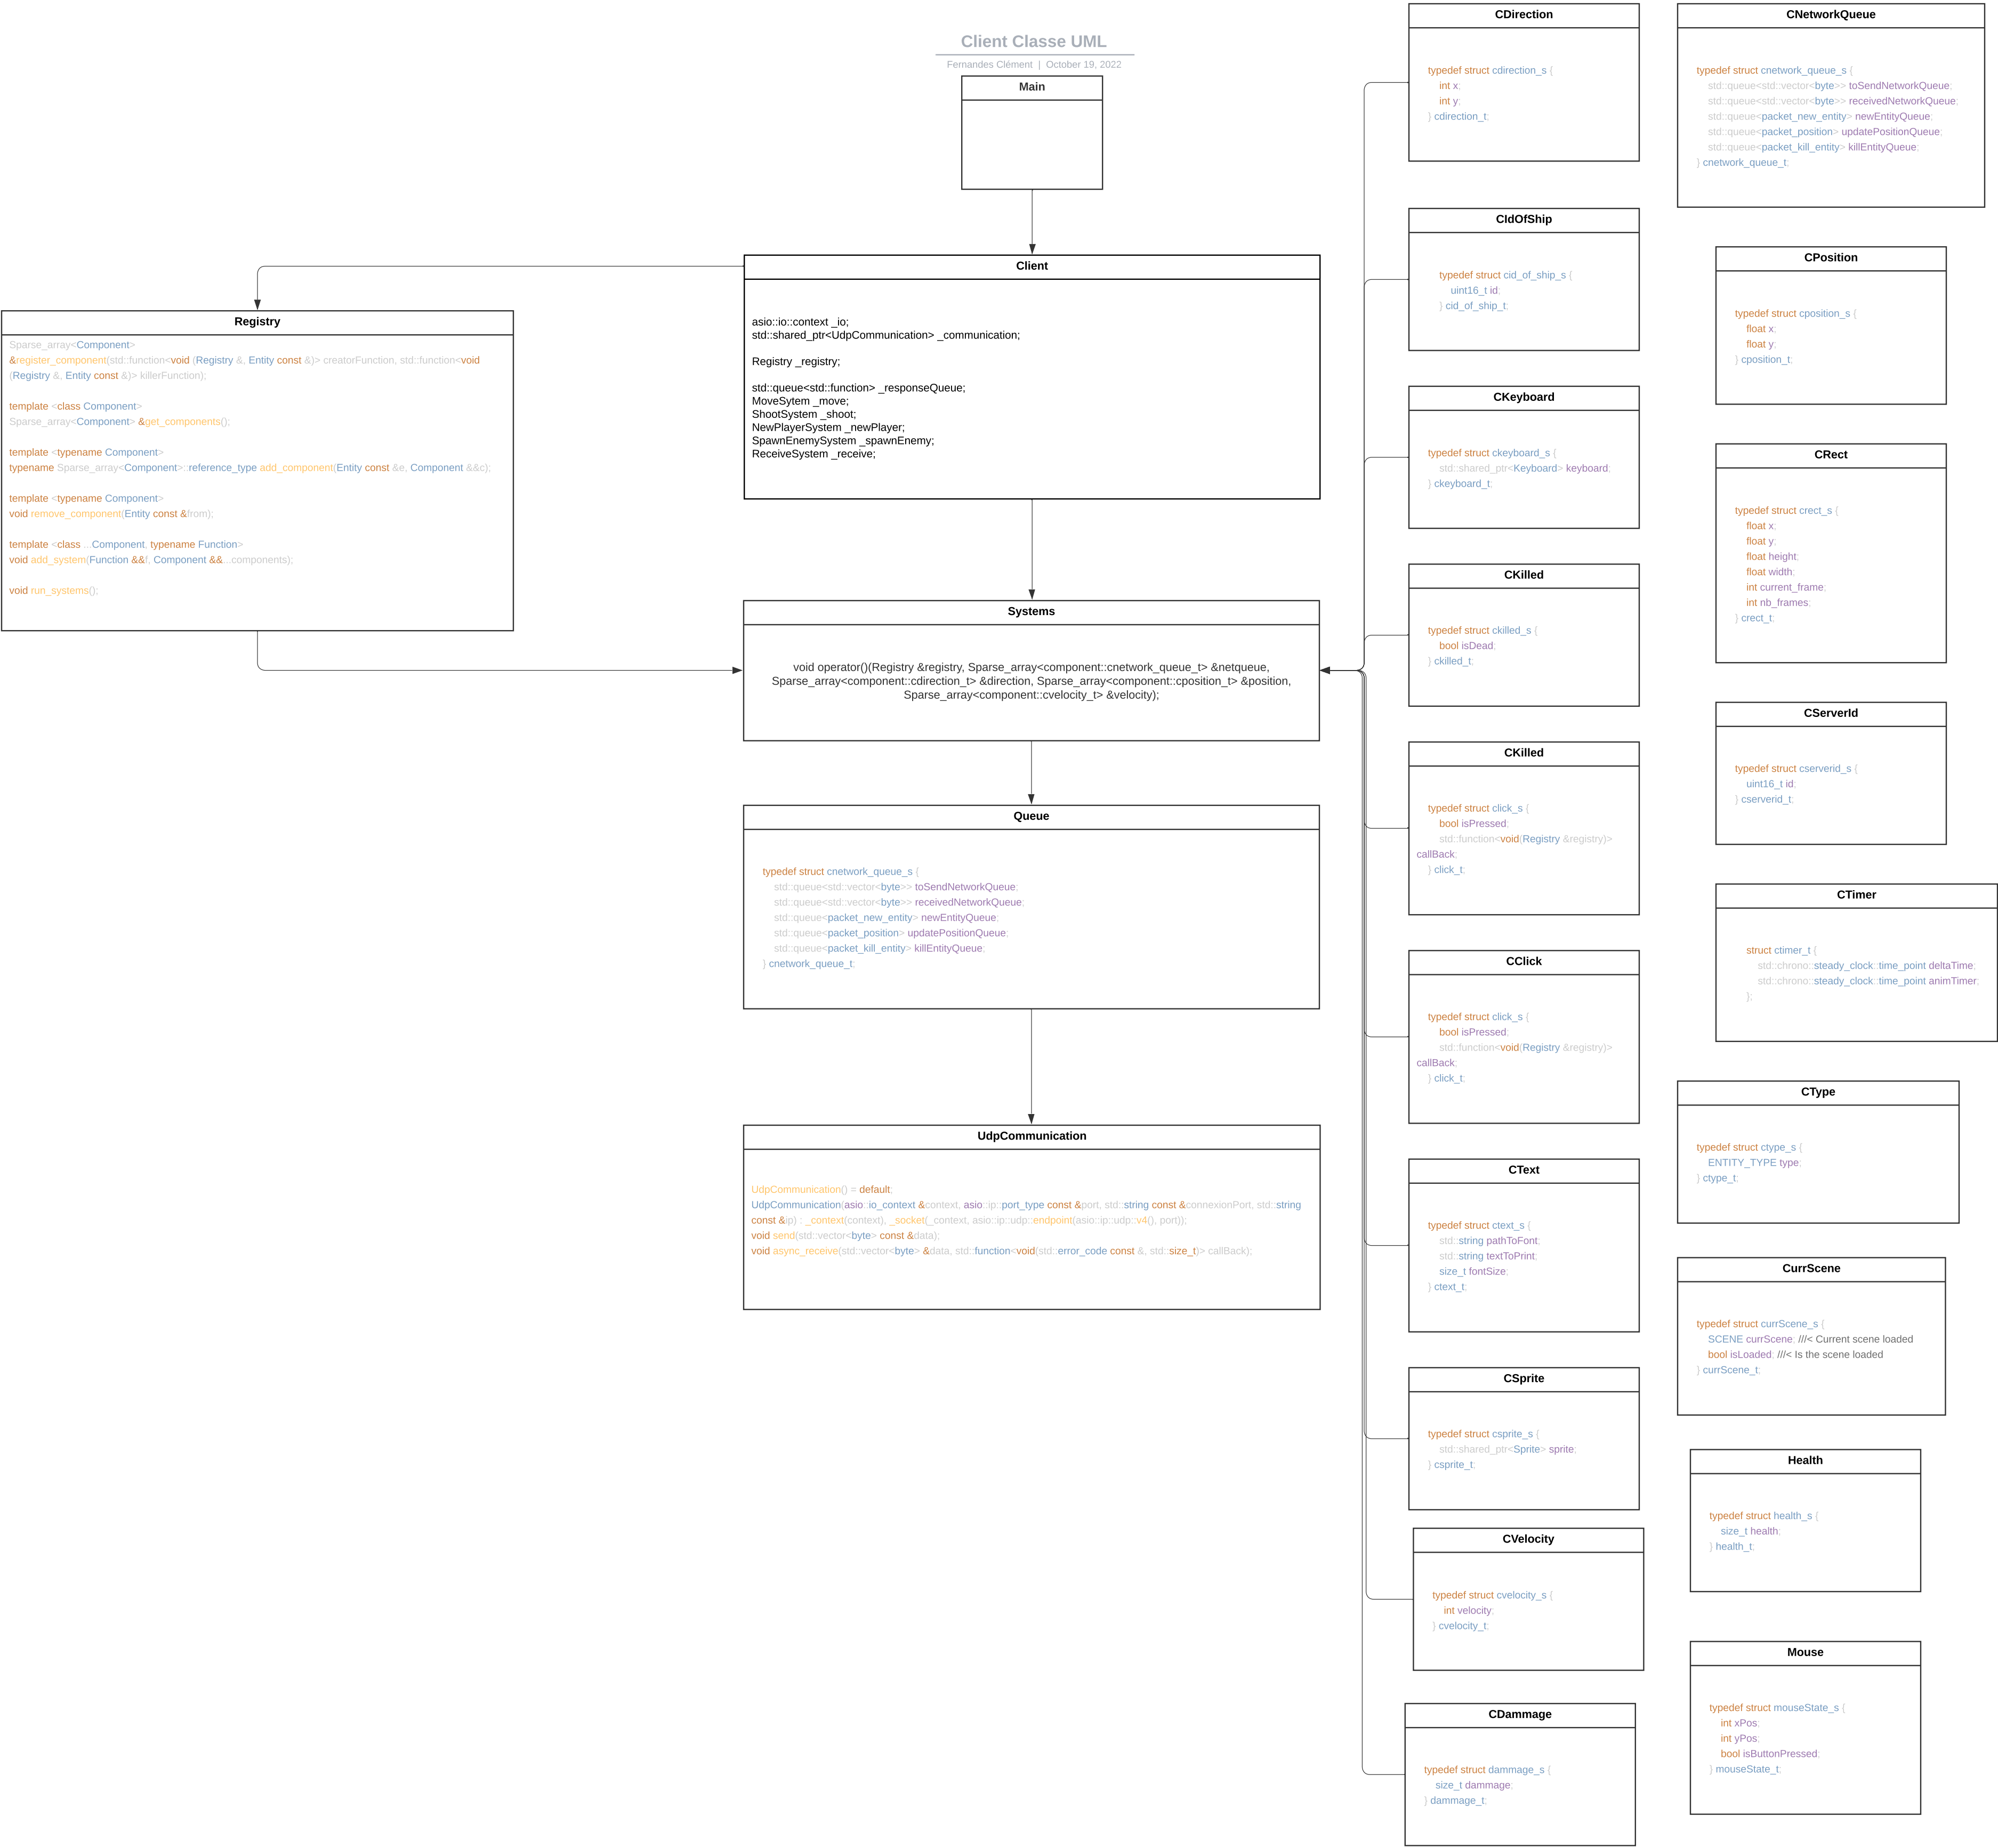 Client Classe UML
Fernandes Clément | October 19, 2022
Main
Client
asio::io::context _io;
std::shared_ptr<UdpCommunication> _communication;
Registry _registry;
std::queue<std::function> _responseQueue;
MoveSytem _move;
ShootSystem _shoot;
NewPlayerSystem _newPlayer;
SpawnEnemySystem _spawnEnemy;
ReceiveSystem _receive;
Registry
Sparse_array<Component>
&register_component(std::function<void (Registry &, Entity const &)> creatorFunction, std::function<void
(Registry &, Entity const &)> killerFunction);
template <class Component>
Sparse_array<Component> &get_components();
template <typename Component>
typename Sparse_array<Component>::reference_type add_component(Entity const &e, Component &&c);
template <typename Component>
void remove_component(Entity const &from);
template <class ...Component, typename Function>
void add_system(Function &&f, Component &&...components);
void run_systems();
Systems
void operator()(Registry &registry, Sparse_array<component::cnetwork_queue_t> &netqueue,
Sparse_array<component::cdirection_t> &direction, Sparse_array<component::cposition_t> &position,
Sparse_array<component::cvelocity_t> &velocity);
Queue
typedef struct cnetwork_queue_s {
std::queue<std::vector<byte>> toSendNetworkQueue;
std::queue<std::vector<byte>> receivedNetworkQueue;
std::queue<packet_new_entity> newEntityQueue;
std::queue<packet_position> updatePositionQueue;
std::queue<packet_kill_entity> killEntityQueue;
} cnetwork_queue_t;
UdpCommunication
UdpCommunication() = default;
UdpCommunication(asio::io_context &context, asio::ip::port_type const &port, std::string const &connexionPort, std::string
const &ip) : _context(context), _socket(_context, asio::ip::udp::endpoint(asio::ip::udp::v4(), port));
void send(std::vector<byte> const &data);
void async_receive(std::vector<byte> &data, std::function<void(std::error_code const &, std::size_t)> callBack);
CDirection
typedef struct cdirection_s {
int x;
int y;
} cdirection_t;
CIdOfShip
typedef struct cid_of_ship_s {
uint16_t id;
} cid_of_ship_t;
CKeyboard
typedef struct ckeyboard_s {
std::shared_ptr<Keyboard> keyboard;
} ckeyboard_t;
CKilled
typedef struct ckilled_s {
bool isDead;
} ckilled_t;
CKilled
typedef struct click_s {
bool isPressed;
std::function<void(Registry &registry)>
callBack;
} click_t;
CClick
typedef struct click_s {
bool isPressed;
std::function<void(Registry &registry)>
callBack;
} click_t;
CText
typedef struct ctext_s {
std::string pathToFont;
std::string textToPrint;
size_t fontSize;
} ctext_t;
CSprite
typedef struct csprite_s {
std::shared_ptr<Sprite> sprite;
} csprite_t;
CVelocity
typedef struct cvelocity_s {
int velocity;
} cvelocity_t;
CDammage
typedef struct dammage_s {
size_t dammage;
} dammage_t;
CNetworkQueue
typedef struct cnetwork_queue_s {
std::queue<std::vector<byte>> toSendNetworkQueue;
std::queue<std::vector<byte>> receivedNetworkQueue;
std::queue<packet_new_entity> newEntityQueue;
std::queue<packet_position> updatePositionQueue;
std::queue<packet_kill_entity> killEntityQueue;
} cnetwork_queue_t;
CPosition
typedef struct cposition_s {
float x;
float y;
} cposition_t;
CRect
typedef struct crect_s {
float x;
float y;
float height;
float width;
int current_frame;
int nb_frames;
} crect_t;
CServerId
typedef struct cserverid_s {
uint16_t id;
} cserverid_t;
CTimer
struct ctimer_t {
std::chrono::steady_clock::time_point deltaTime;
std::chrono::steady_clock::time_point animTimer;
};
CType
typedef struct ctype_s {
ENTITY_TYPE type;
} ctype_t;
CurrScene
typedef struct currScene_s {
SCENE currScene; ///< Current scene loaded
bool isLoaded; ///< Is the scene loaded
} currScene_t;
Health
typedef struct health_s {
size_t health;
} health_t;
Mouse
typedef struct mouseState_s {
int xPos;
int yPos;
bool isButtonPressed;
} mouseState_t;